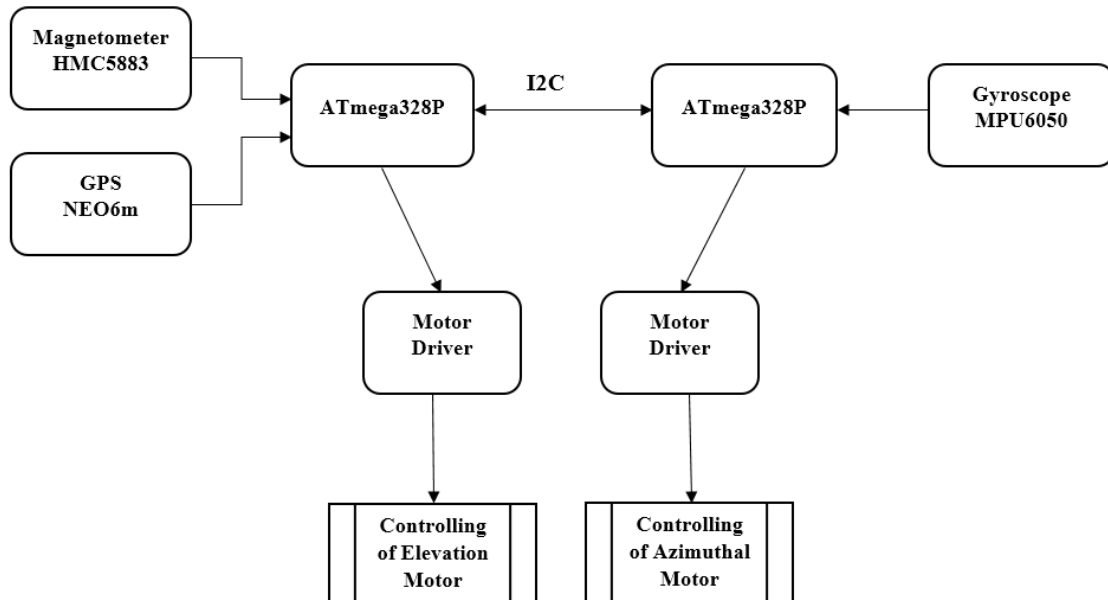 Magnetometer
HMC5883
GPS
NEO6m
ATmega328P
I2C
ATmega328P
Gyroscope
MPU6050
Motor
Driver
Motor
Driver
Controlling
of Elevation
Motor
Controlling
of Azimuthal
Motor